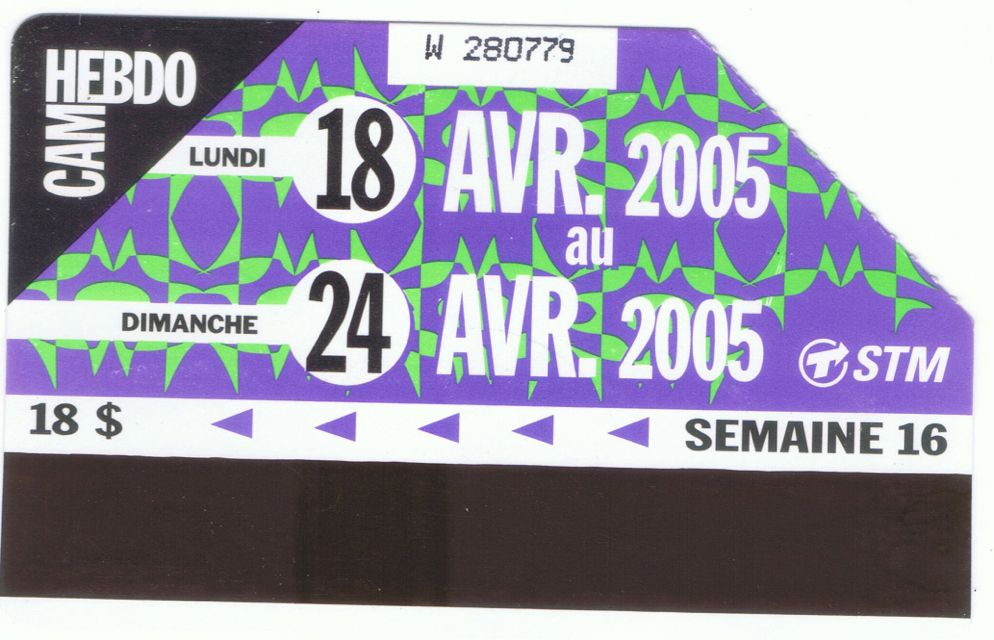 W 280779
CAM
HEBDO
LUNDI 18 AVR. 2005
au
DIMANCHE 24 AVR. 2005
STM
18 $
SEMAINE 16